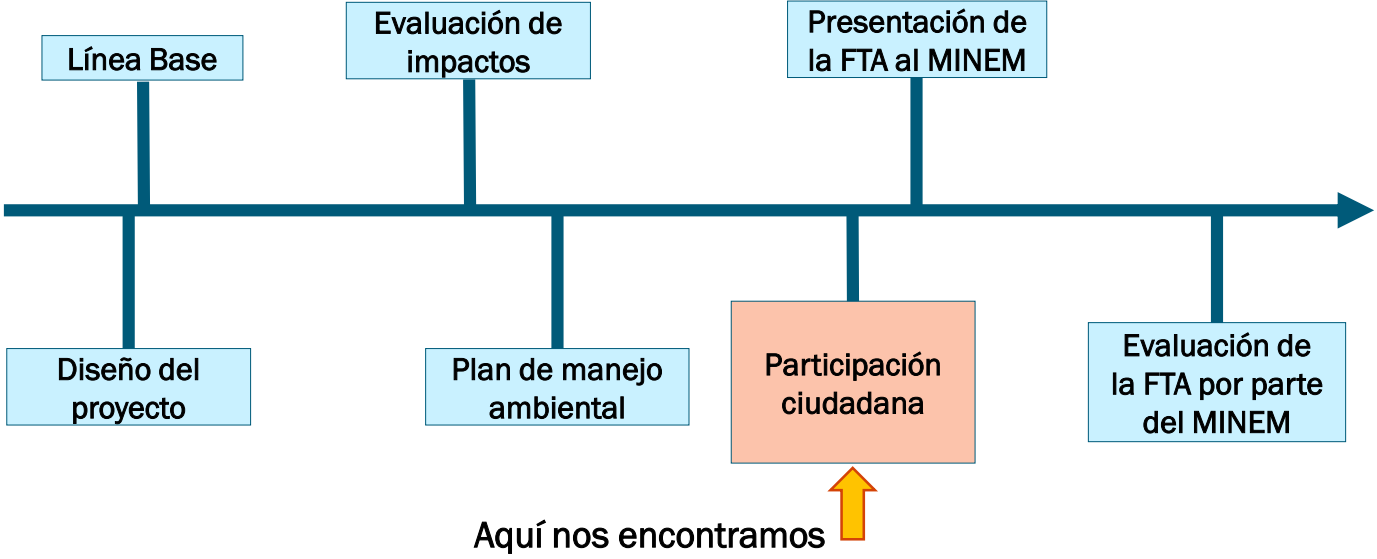 Línea Base
Evaluación de
impactos
Presentación de
la FTA al MINEM
Diseño del
proyecto
Plan de manejo
ambiental
Participación
ciudadana
Evaluación de
la FTA por parte
del MINEM
Aquí nos encontramos